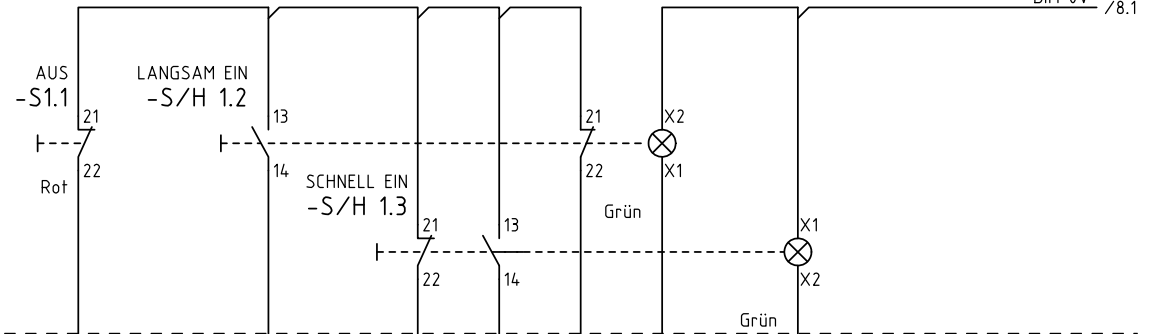 /8.1
AUS
-S1.1
LANGSAM EIN
-S/H 1.2
21
13
21
X2
22
14
22
X1
Rot
SCHNELL EIN
-S/H 1.3
Grün
21
13
X1
22
14
X2
Grün